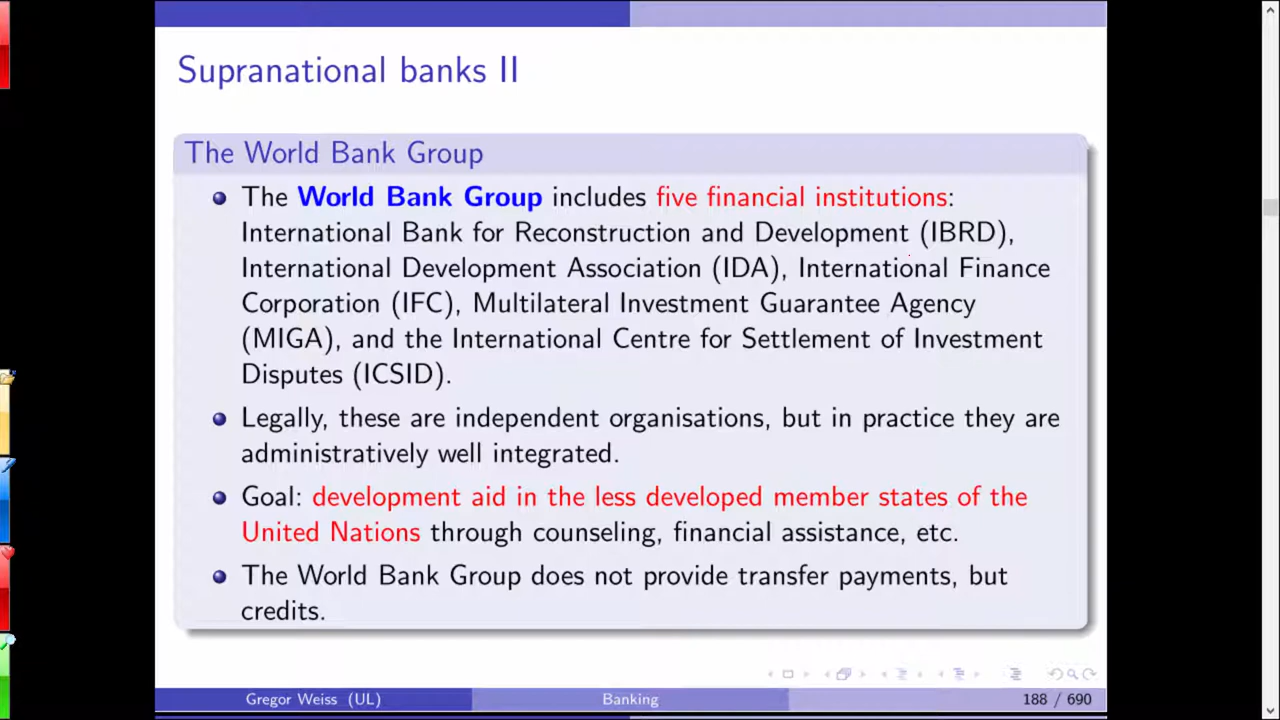 Supranational banks II
The World Bank Group
The World Bank Group includes five financial institutions:
International Bank for Reconstruction and Development (IBRD),
International Development Association (IDA), International Finance
Corporation (IFC), Multilateral Investment Guarantee Agency
(MIGA), and the International Centre for Settlement of Investment
Disputes (ICSID).
Legally, these are independent organisations, but in practice they are
administratively well integrated.
Goal: development aid in the less developed member states of the
United Nations through counseling, financial assistance, etc.
The World Bank Group does not provide transfer payments, but
credits.
Gregor Weiss (UL) Banking 188 / 690